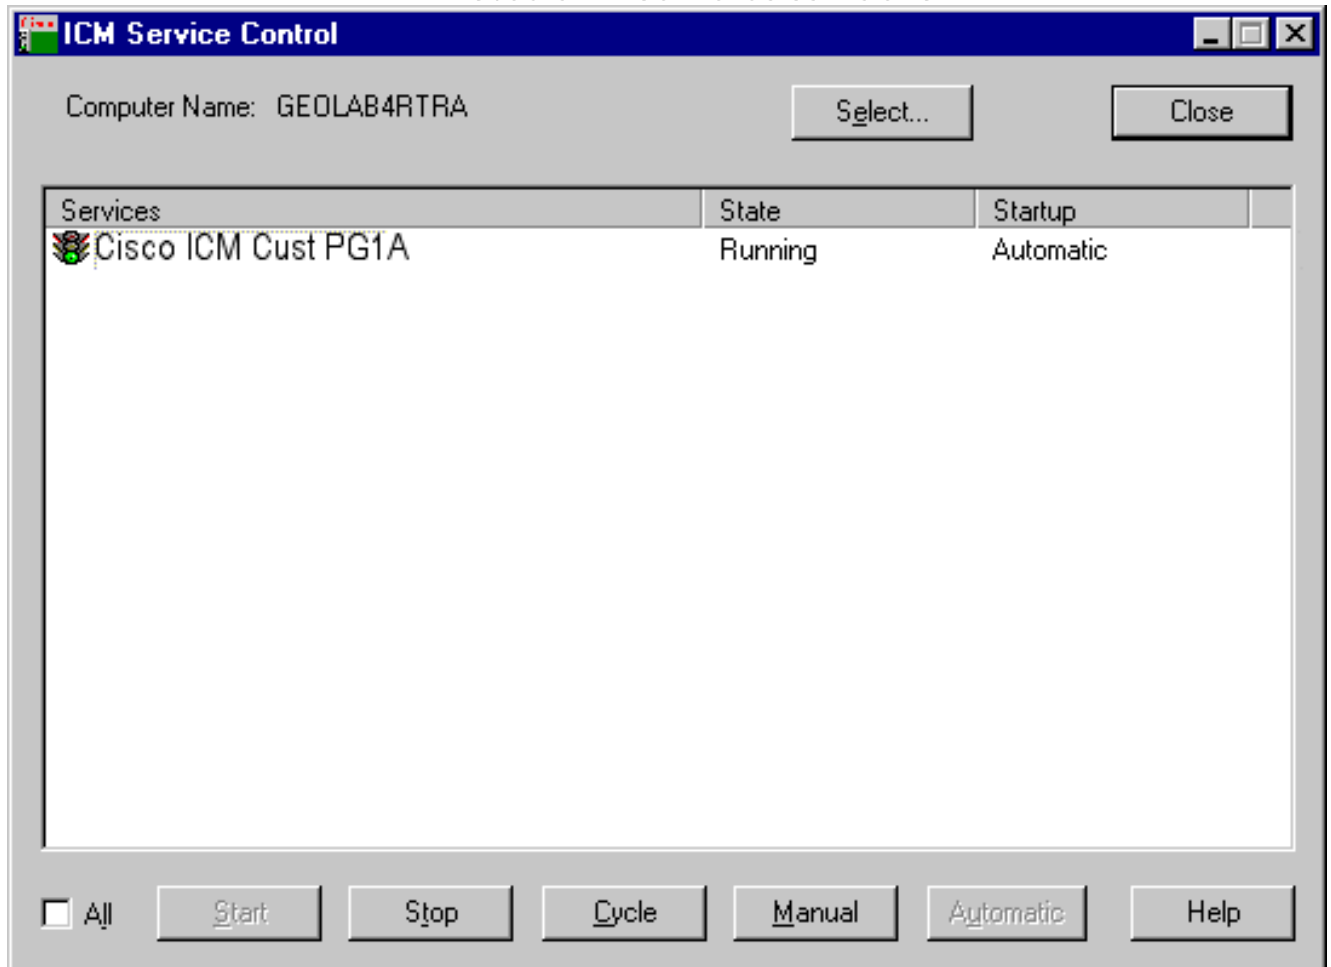 ICM Service Control
Computer Name: GEOLAB4RTRA
Select...
Close
Services State Startup
Cisco ICM Cust PG1A Running Automatic
All Start Stop Cycle Manual Automatic Help